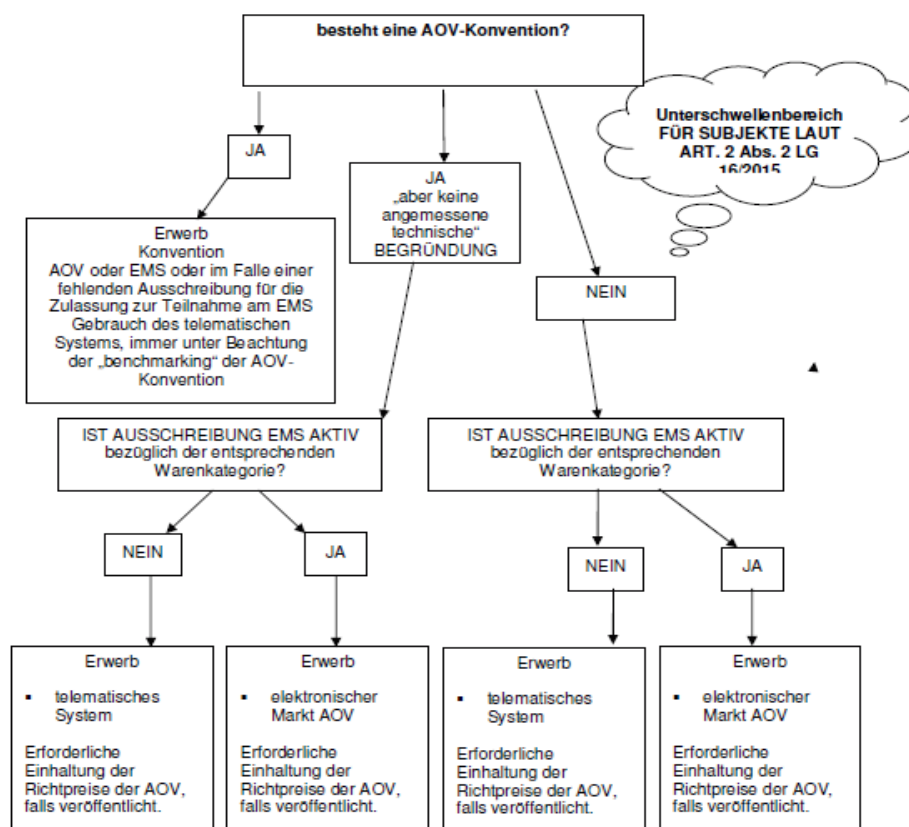 besteht eine AOV-Konvention?
Unterschwellenbereich
FÜR SUBJEKTE LAUT
ART. 2 Abs. 2 LG
16/2015
JA
JA
„aber keine
angemessene
technische“
BEGRÜNDUNG
NEIN
Erwerb
Konvention
AOV oder EMS oder im Falle einer
fehlenden Ausschreibung für die
Zulassung zur Teilnahme am EMS
Gebrauch des telematischen
Systems, immer unter Beachtung
der „benchmarking“ der AOV-
Konvention
IST AUSSCHREIBUNG EMS AKTIV
bezüglich der entsprechenden
Warenkategorie?
IST AUSSCHREIBUNG EMS AKTIV
bezüglich der entsprechenden
Warenkategorie?
NEIN
JA
NEIN
JA
Erwerb
▪ telematisches
System
Erforderliche
Einhaltung der
Richtpreise der AOV,
falls veröffentlicht.
Erwerb
▪ elektronischer
Markt AOV
Erforderliche
Einhaltung der
Richtpreise der AOV,
falls veröffentlicht.
Erwerb
▪ telematisches
System
Erforderliche
Einhaltung der
Richtpreise der AOV,
falls veröffentlicht.
Erwerb
▪ elektronischer
Markt AOV
Erforderliche
Einhaltung der
Richtpreise der AOV,
falls veröffentlicht.